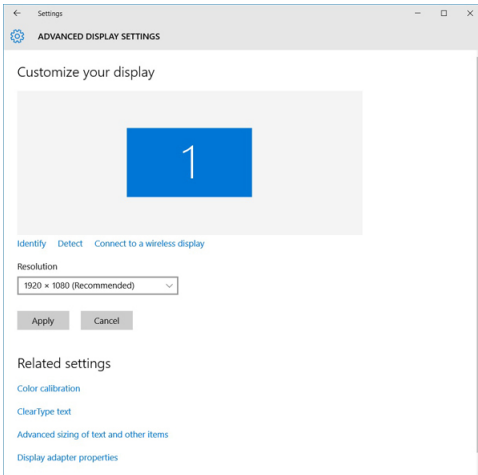 Settings
ADVANCED DISPLAY SETTINGS
Customize your display
1
Identify Detect Connect to a wireless display
Resolution
1920 × 1080 (Recommended)
Apply Cancel
Related settings
Color calibration
ClearType text
Advanced sizing of text and other items
Display adapter properties